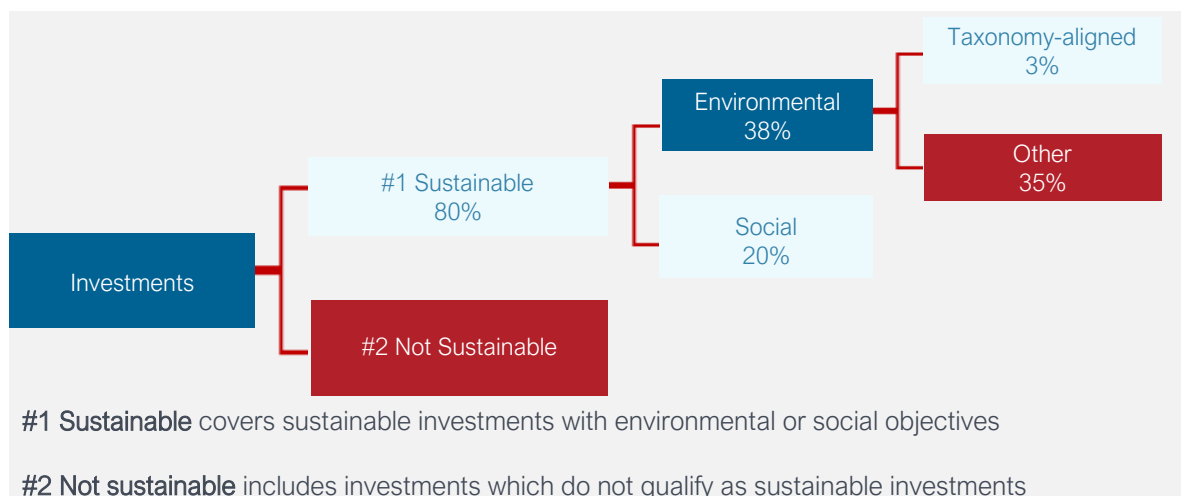 Taxonomy-aligned
3%
Environmental
38%
Other
35%
#1 Sustainable
80%
Social
20%
Investments
#2 Not Sustainable
#1 Sustainable covers sustainable investments with environmental or social objectives
#2 Not sustainable includes investments which do not qualify as sustainable investments